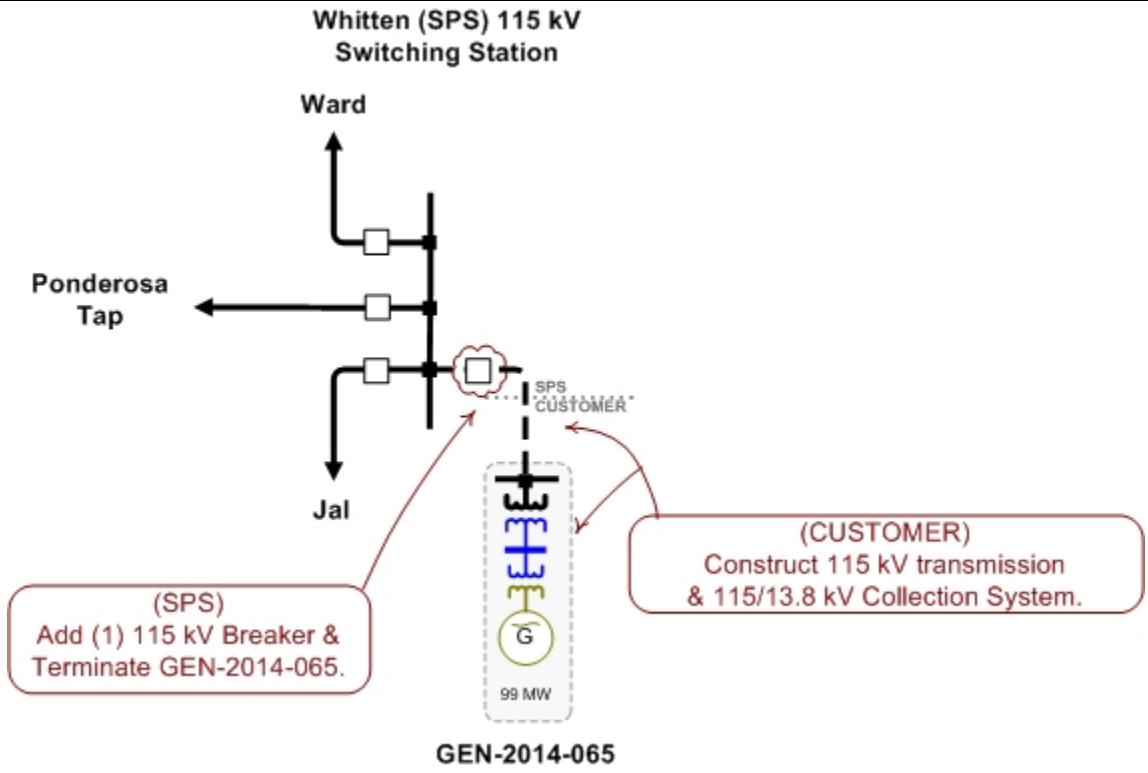 Whitten (SPS) 115 kV
Switching Station
Ward
Ponderosa
Tap
SPS
CUSTOMER
Jal
(CUSTOMER)
Construct 115 kV transmission
& 115/13.8 kV Collection System.
(SPS)
Add (1) 115 kV Breaker &
Terminate GEN-2014-065.
G
99 MW
GEN-2014-065